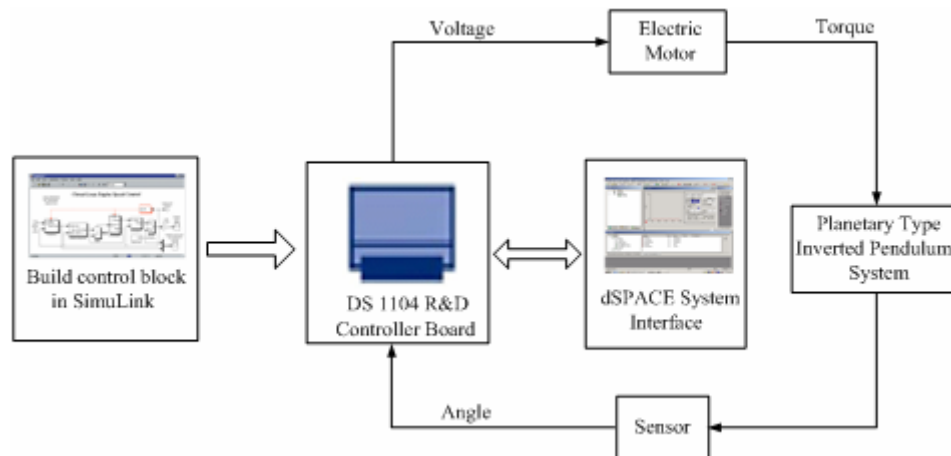 Voltage
Electric
Motor
Torque
Build control block
in SimuLink
DS 1104 R&D
Controller Board
dSPACE System
Interface
Planetary Type
Inverted Pendulum
System
Angle
Sensor